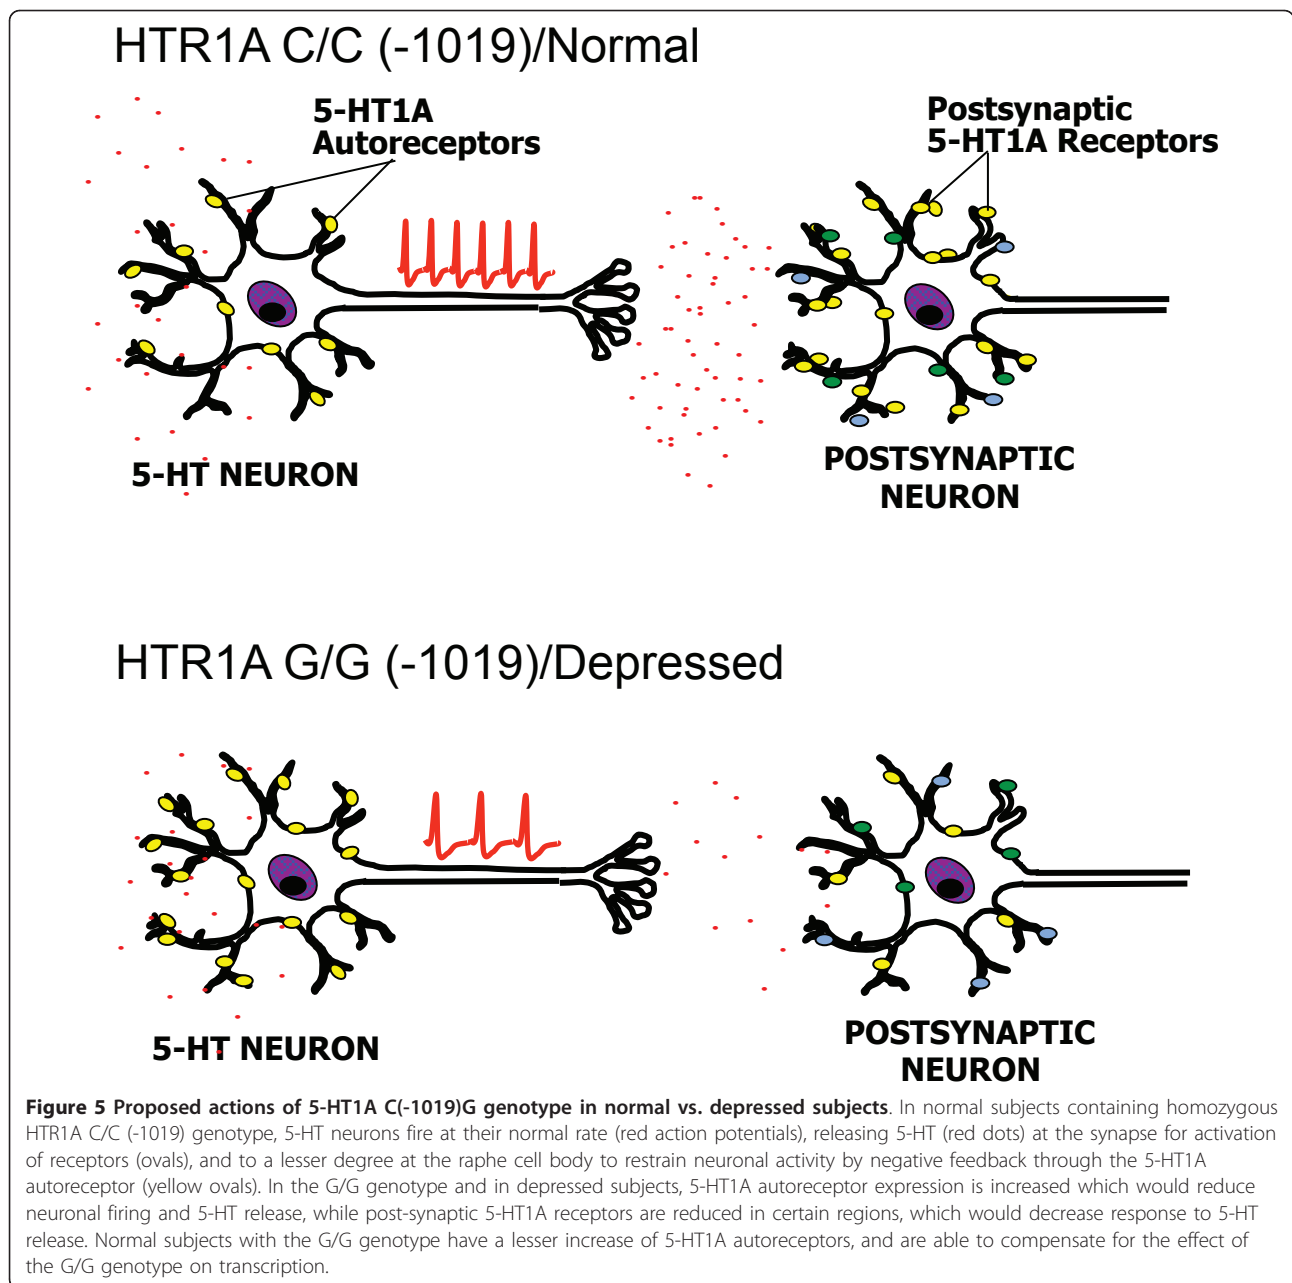 HTR1A C/C (-1019)/Normal
5-HT1A
Autoreceptors
Postsynaptic
5-HT1A Receptors
5-HT NEURON
POSTSYNAPTIC
NEURON
HTR1A G/G (-1019)/Depressed
5-HT NEURON
POSTSYNAPTIC
NEURON
Figure 5 Proposed actions of 5-HT1A C(-1019)G genotype in normal vs. depressed subjects. In normal subjects containing homozygous
HTR1A C/C (-1019) genotype, 5-HT neurons fire at their normal rate (red action potentials), releasing 5-HT (red dots) at the synapse for activation
of receptors (ovals), and to a lesser degree at the raphe cell body to restrain neuronal activity by negative feedback through the 5-HT1A
autoreceptor (yellow ovals). In the G/G genotype and in depressed subjects, 5-HT1A autoreceptor expression is increased which would reduce
neuronal firing and 5-HT release, while post-synaptic 5-HT1A receptors are reduced in certain regions, which would decrease response to 5-HT
release. Normal subjects with the G/G genotype have a lesser increase of 5-HT1A autoreceptors, and are able to compensate for the effect of
the G/G genotype on transcription.